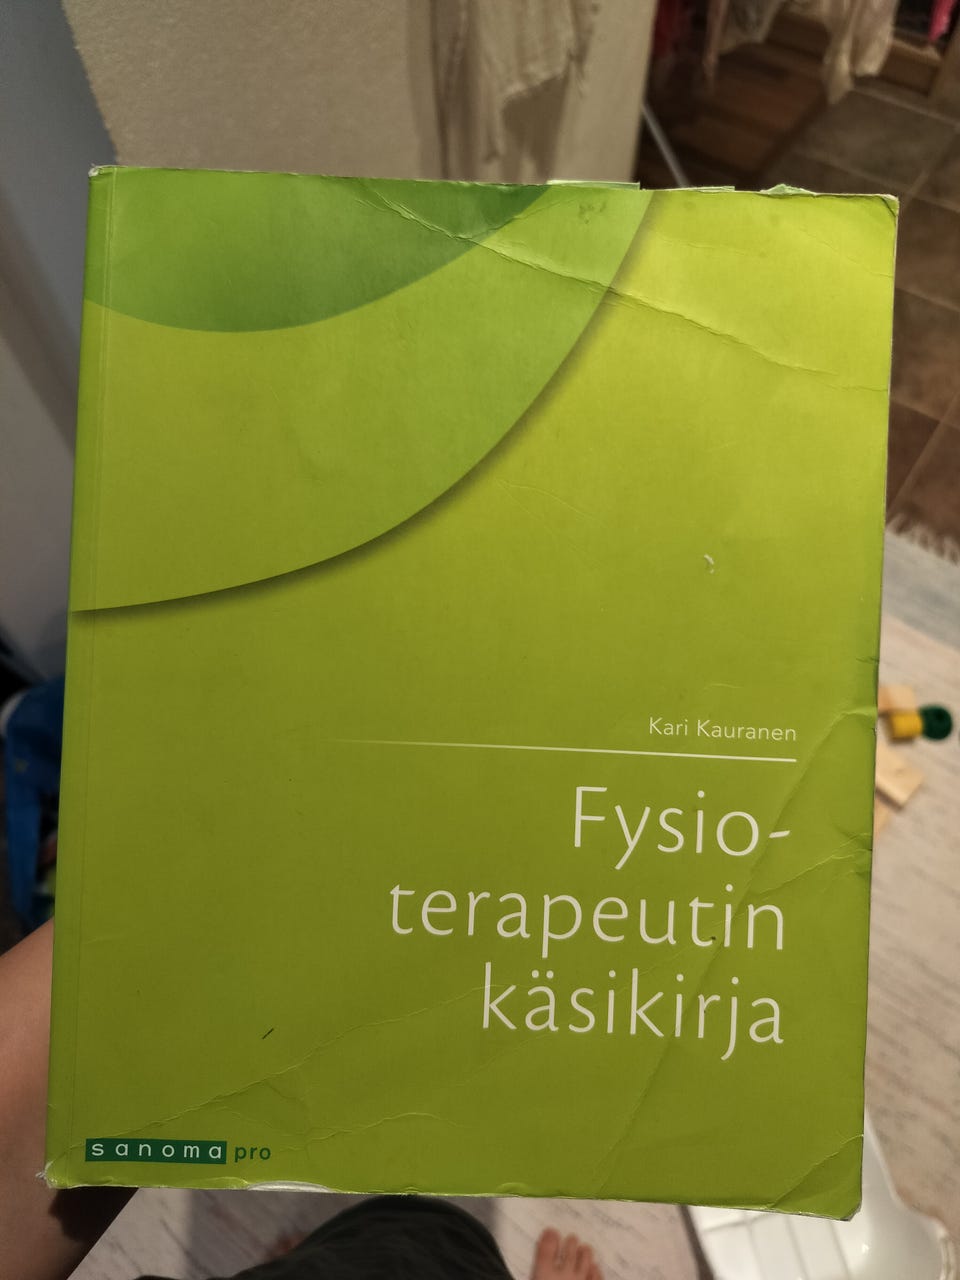 Kari Kauranen
Fysio-
terapeutin
käsikirja
sanoma pro